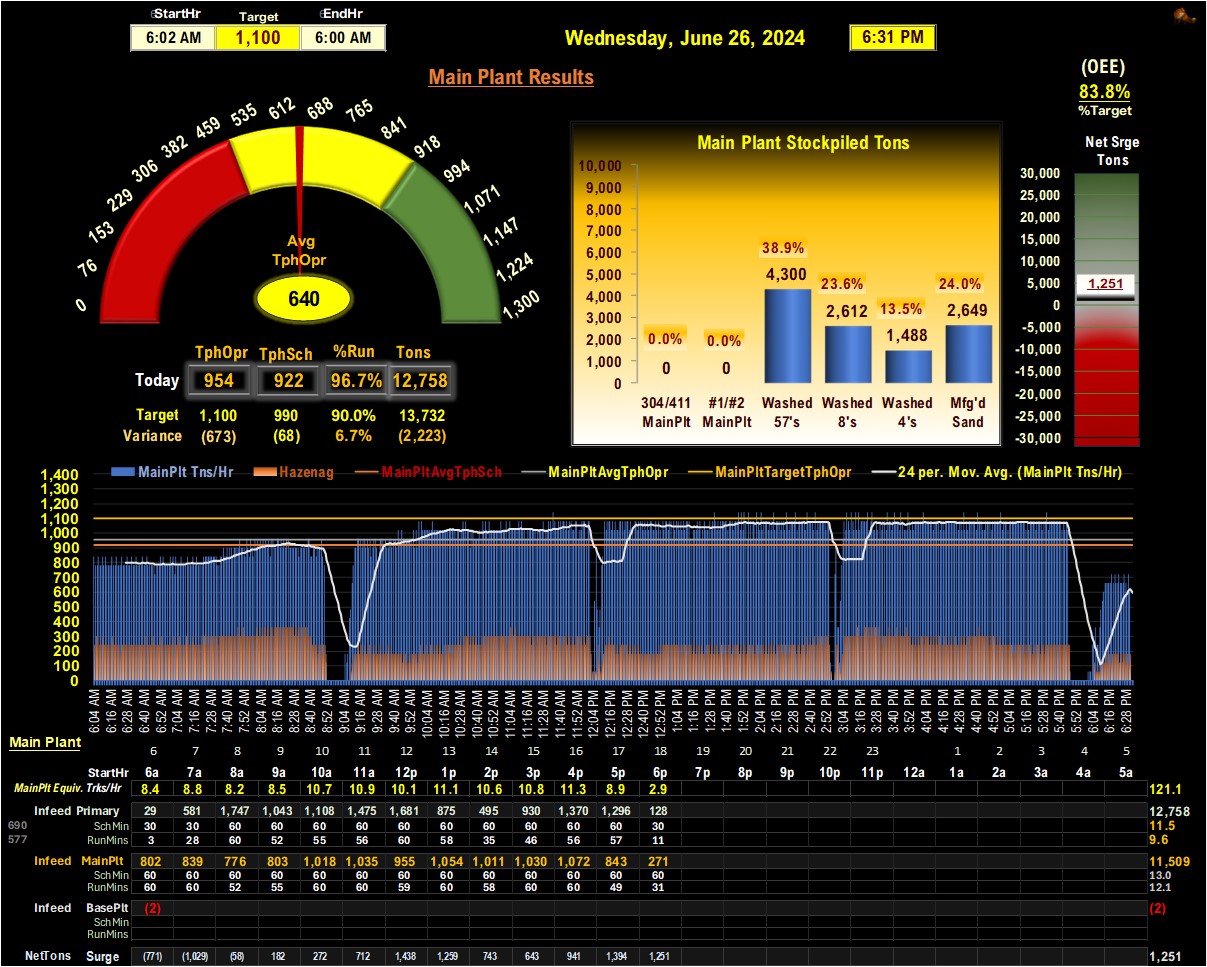 StartHr Target EndHr
6:02 AM 1,100 6:00 AM
Wednesday, June 26, 2024 6:31 PM
Main Plant Results
(OEE)
83.8%
%Target
0 76 153 229 306 382 459 535 612 688 765 841 918 994 1,071 1,147 1,224 1,300
Avg
TphOpr
640
TphOpr TphSch %Run Tons
Today 954 922 96.7% 12,758
Target 1,100 990 90.0% 13,732
Variance (673) (68) 6.7% (2,223)
Main Plant Stockpiled Tons
10,000
9,000
8,000
7,000
6,000
5,000
4,000
3,000
2,000
1,000
0
0.0% 0.0% 38.9% 23.6% 13.5% 24.0%
0 0 4,300 2,612 1,488 2,649
304/411 #1/#2 Washed Washed Washed Mfg'd
MainPlt MainPlt 57's 8's 4's Sand
Net Srge
Tons
30,000
25,000
20,000
15,000
10,000
5,000
1,251
0
-5,000
-10,000
-15,000
-20,000
-25,000
-30,000
MainPlt Tns/Hr Hazenag MainPltAvgTphSch MainPltAvgTphOpr MainPltTargetTphOpr 24 per. Mov. Avg. (MainPlt Tns/Hr)
1,400
1,300
1,200
1,100
1,000
900
800
700
600
500
400
300
200
100
0
6:04 AM 6:16 AM 6:28 AM 6:40 AM 6:52 AM 7:04 AM 7:16 AM 7:28 AM 7:40 AM 7:52 AM 8:04 AM 8:16 AM 8:28 AM 8:40 AM 8:52 AM 9:04 AM 9:16 AM 9:28 AM 9:40 AM 9:52 AM 10:04 AM 10:16 AM 10:28 AM 10:40 AM 10:52 AM 11:04 AM 11:16 AM 11:28 AM 11:40 AM 11:52 AM 12:04 PM 12:16 PM 12:28 PM 12:40 PM 12:52 PM 1:04 PM 1:16 PM 1:28 PM 1:40 PM 1:52 PM 2:04 PM 2:16 PM 2:28 PM 2:40 PM 2:52 PM 3:04 PM 3:16 PM 3:28 PM 3:40 PM 3:52 PM 4:04 PM 4:16 PM 4:28 PM 4:40 PM 4:52 PM 5:04 PM 5:16 PM 5:40 PM 5:52 PM 6:04 PM 6:16 PM 6:28 PM
Main Plant
6 7 8 9 10 11 12 13 14 15 16 17 18 19 20 21 22 23 1 2 3 4 5
StartHr 6a 7a 8a 9a 10a 11a 12p 1p 2p 3p 4p 5p 6p 7p 8p 9p 10p 11p 12a 1a 2a 3a 4a 5a
MainPlt Equiv. Trks/Hr 8.4 8.8 8.2 8.5 10.7 10.9 10.1 11.1 10.6 10.8 11.3 8.9 2.9 121.1
Infeed Primary 29 581 1,747 1,043 1,108 1,475 1,681 875 495 930 1,370 1,296 128 12,758
690 SchMin 30 30 60 60 60 60 60 60 60 60 60 60 30 11.5
577 RunMins 3 28 60 52 55 56 60 58 35 46 56 57 11 9.6
Infeed MainPlt 802 839 776 803 1,018 1,035 955 1,054 1,011 1,030 1,072 843 271 11,509
SchMin 60 60 60 60 60 60 60 60 60 60 60 60 60 13.0
RunMins 60 60 52 55 60 60 59 60 58 60 60 49 31 12.1
Infeed BasePlt (2) (2)
SchMin
RunMins
NetTons Surge (771) (1,029) (58) 182 272 712 1,438 1,259 743 643 941 1,394 1,251 1,251